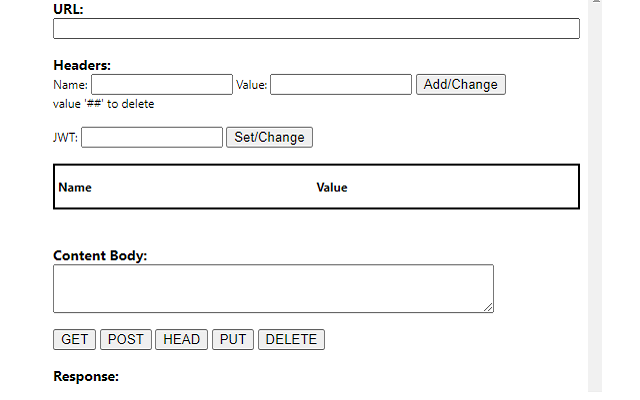 URL:
Headers:
Name: Value: Add/Change
value '##' to delete
JWT: Set/Change
Name Value
Content Body:
GET POST HEAD PUT DELETE
Response: